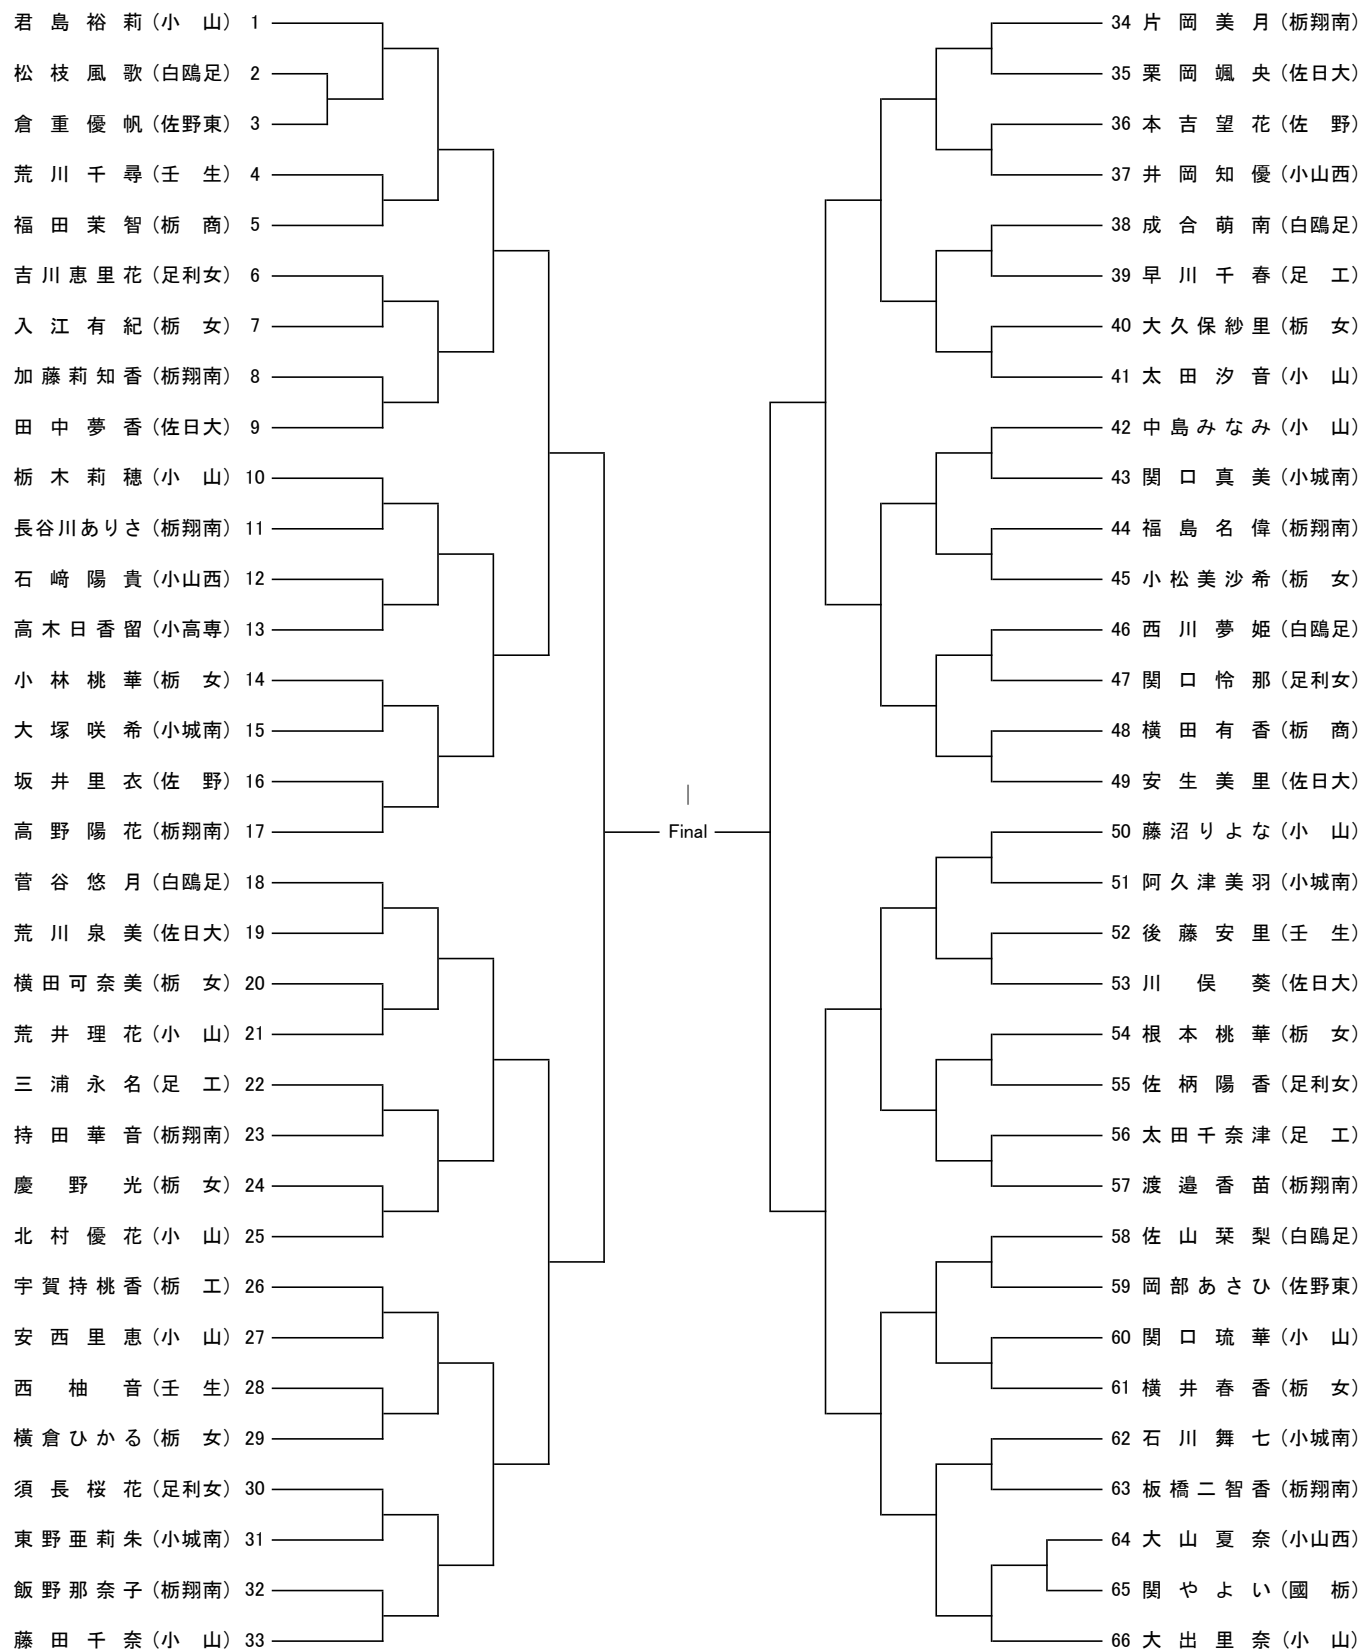 君島裕莉(小山) 1
松枝風歌(白鴎足) 2
倉重優帆(佐野東) 3
荒川千尋(壬生) 4
福田茉智(栃商) 5
吉川恵里花(足利女) 6
入江有紀(栃女) 7
加藤莉知香(栃翔南) 8
田中夢香(佐日大) 9
栃木莉穂(小山) 10
長谷川ありさ(栃翔南) 11
石﨑陽貴(小山西) 12
高木日香留(小高専) 13
小林桃華(栃女) 14
大塚咲希(小城南) 15
坂井里衣(佐野) 16
高野陽花(栃翔南) 17
菅谷悠月(白鴎足) 18
荒川泉美(佐日大) 19
横田可奈美(栃女) 20
荒井理花(小山) 21
三浦永名(足工) 22
持田華音(栃翔南) 23
慶野光(栃女) 24
北村優花(小山) 25
宇賀持桃香(栃工) 26
安西里恵(小山) 27
西柚音(壬生) 28
横倉ひかる(栃女) 29
須長桜花(足利女) 30
東野亜莉朱(小城南) 31
飯野那奈子(栃翔南) 32
藤田千奈(小山) 33
Final
34 片岡美月(栃翔南)
35 栗岡颯央(佐日大)
36 本吉望花(佐野)
37 井岡知優(小山西)
38 成合萌南(白鴎足)
39 早川千春(足工)
40 大久保紗里(栃女)
41 太田汐音(小山)
42 中島みなみ(小山)
43 関口真美(小城南)
44 福島名偉(栃翔南)
45 小松美沙希(栃女)
46 西川夢姫(白鴎足)
47 関口怜那(足利女)
48 横田有香(栃商)
49 安生美里(佐日大)
50 藤沼りよな(小山)
51 阿久津美羽(小城南)
52 後藤安里(壬生)
53 川俣葵(佐日大)
54 根本桃華(栃女)
55 佐柄陽香(足利女)
56 太田千奈津(足工)
57 渡邉香苗(栃翔南)
58 佐山栞梨(白鴎足)
59 岡部あさひ(佐野東)
60 関口琉華(小山)
61 横井春香(栃女)
62 石川舞七(小城南)
63 板橋二智香(栃翔南)
64 大山夏奈(小山西)
65 関やよい(國栃)
66 大出里奈(小山)